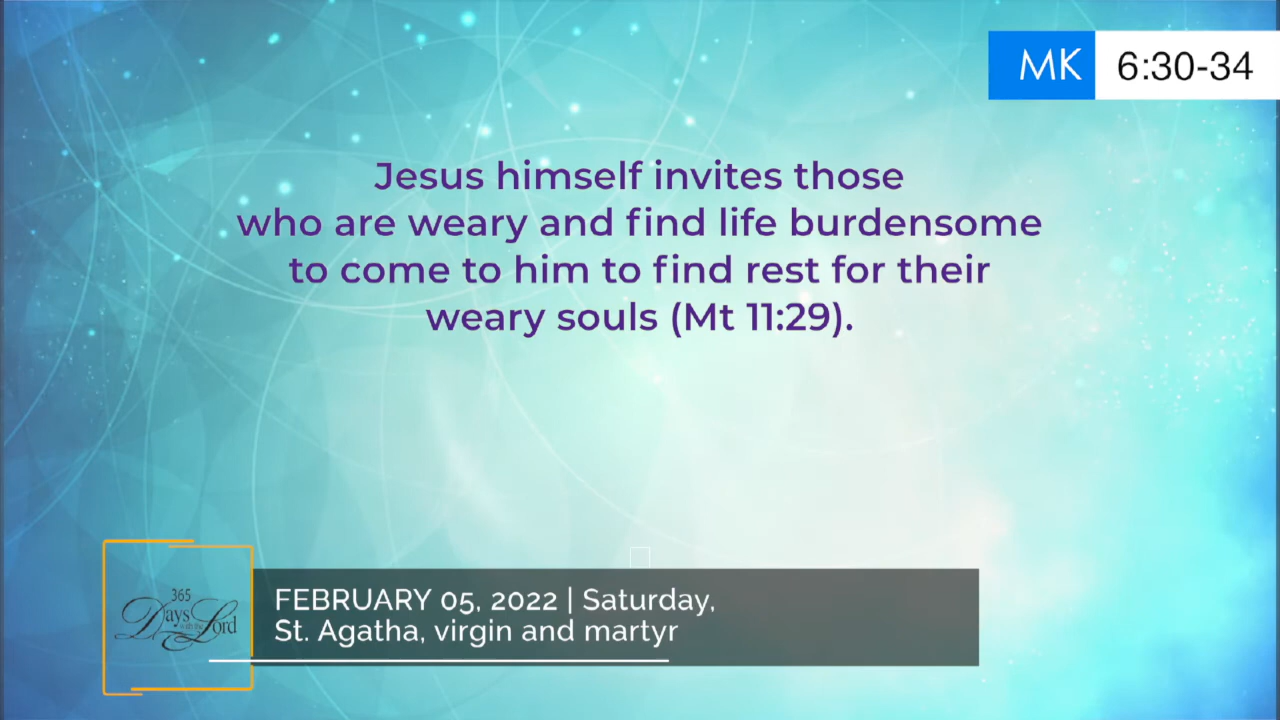 MK 6:30-34
Jesus himself invites those
who are weary and find life burdensome
to come to him to find rest for their
weary souls (Mt 11:29).
365
Days with the Lord
FEBRUARY 05, 2022 | Saturday,
St. Agatha, virgin and martyr